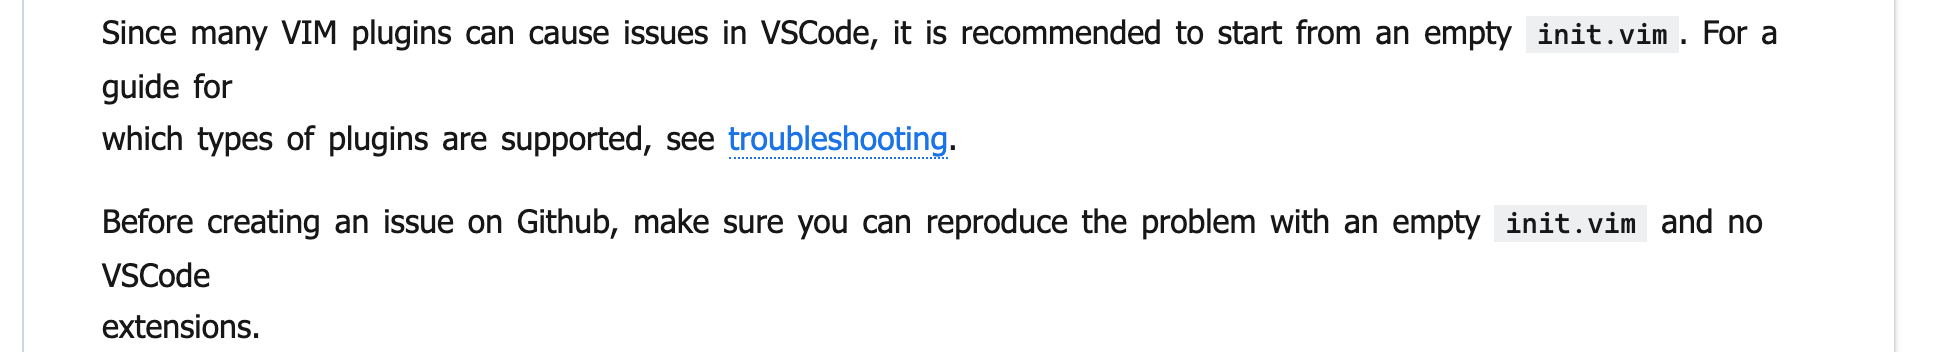 Since many VIM plugins can cause issues in VSCode, it is recommended to start from an empty init.vim. For a
guide for
which types of plugins are supported, see troubleshooting.
Before creating an issue on Github, make sure you can reproduce the problem with an empty init.vim and no
VSCode
extensions.